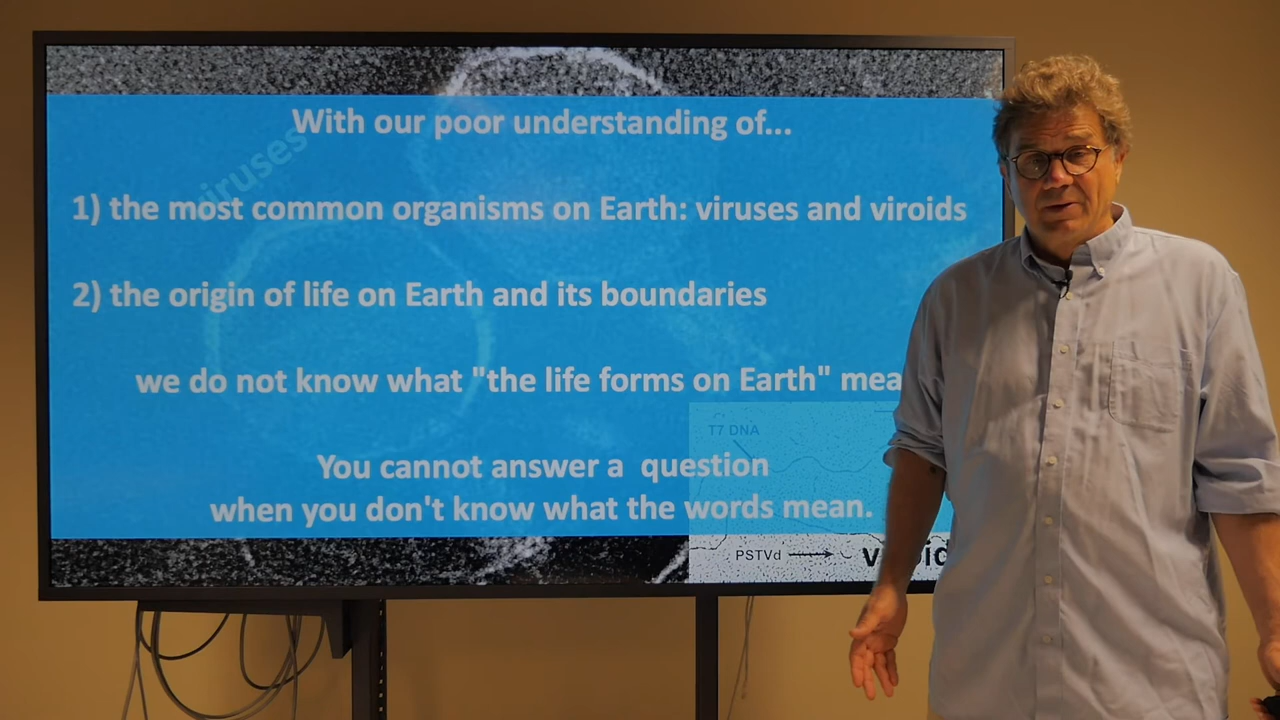 With our poor understanding of...
viruses
1) the most common organisms on Earth: viruses and viroids
2) the origin of life on Earth and its boundaries
we do not know what "the life forms on Earth"
T7 DNA
You cannot answer a question
when you don't know what the words mean.
PSTVd